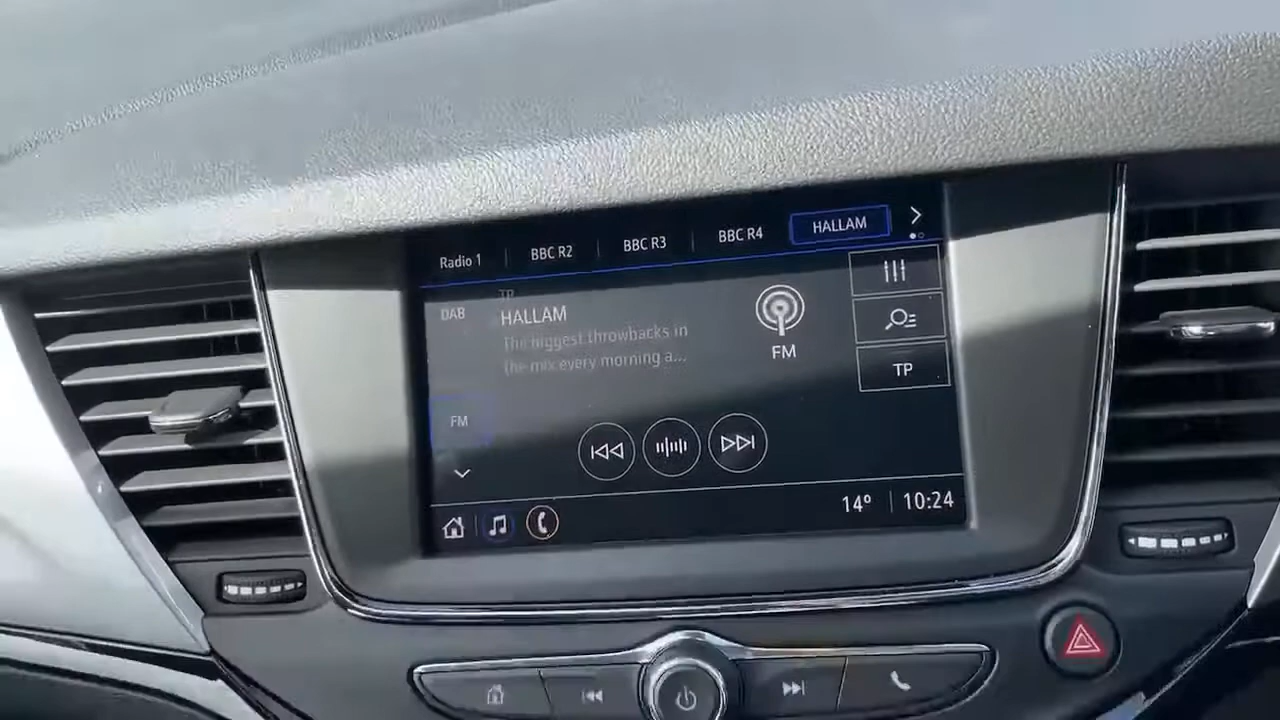 Radio 1
BBC R2
BBC R3
BBC R4
HALLAM
DAB
TP
HALLAM
The biggest throwbacks in
the mix every morning a...
FM
TP
FM
14° 10:24